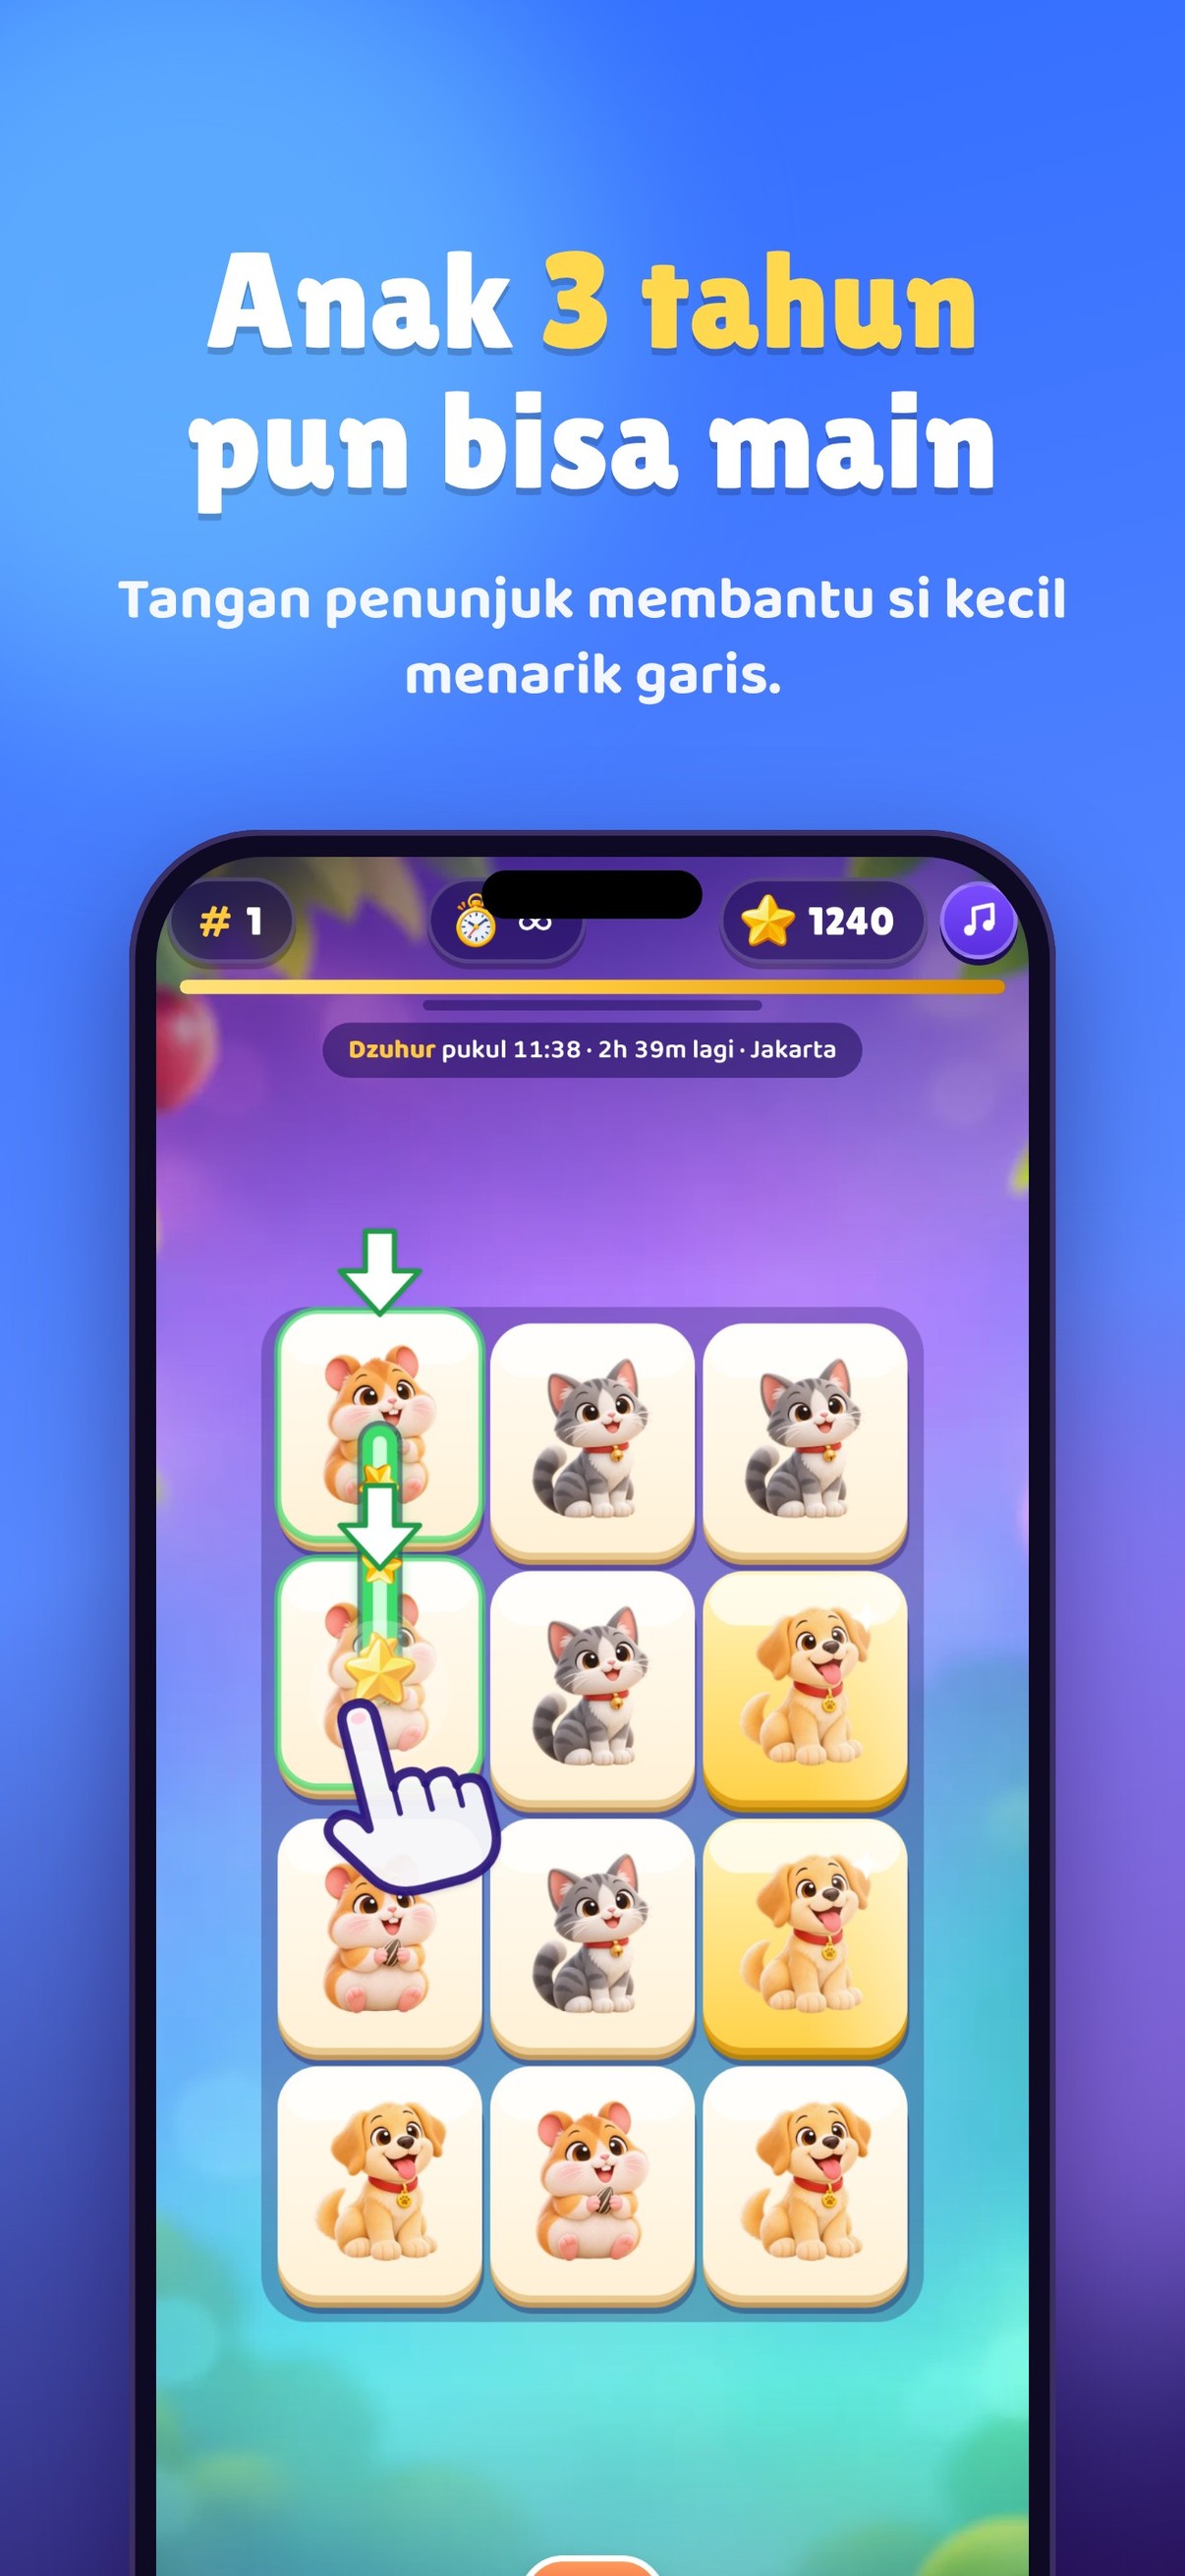 Anak 3 tahun
pun bisa main
Tangan penunjuk membantu si kecil
menarik garis.
# 1
∞
1240
Dzuhur pukul 11:38 · 2h 39m lagi · Jakarta